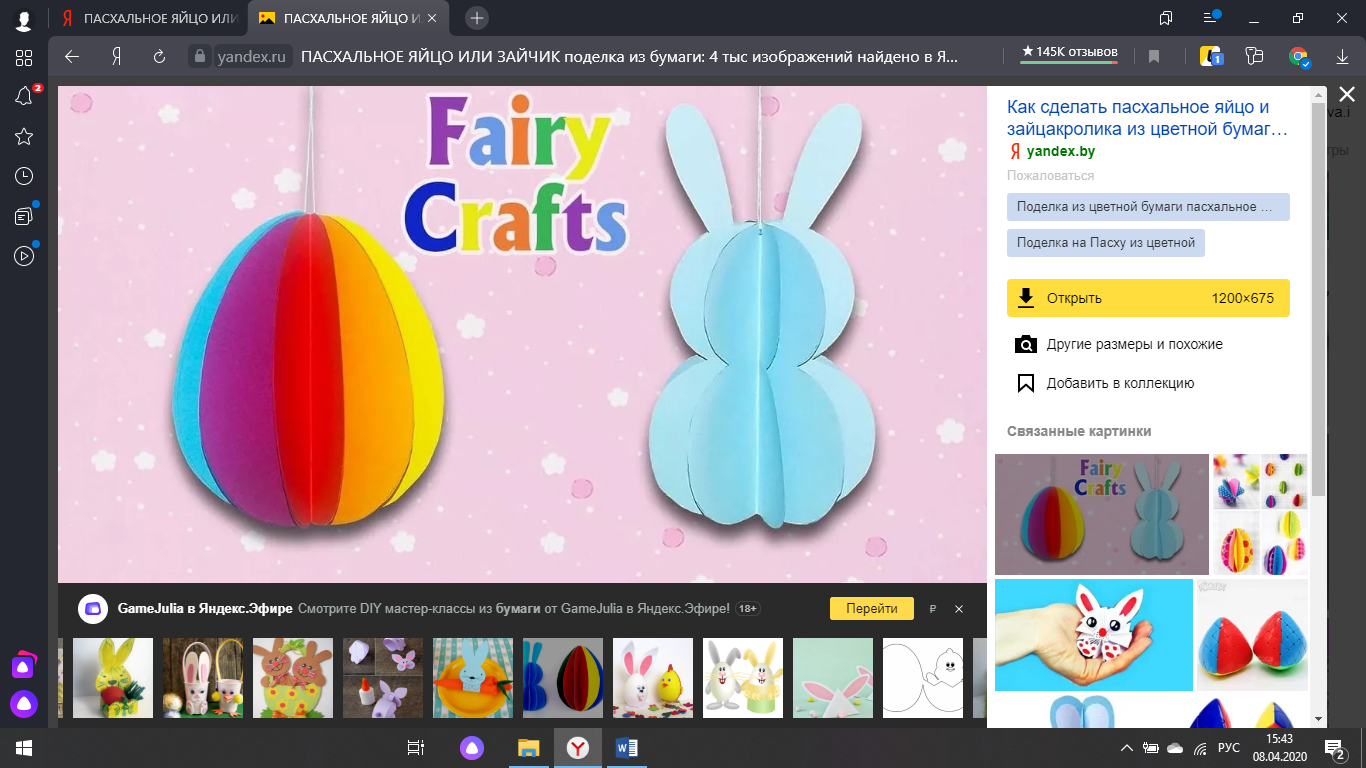 ПАСХАЛЬНОЕ ЯЙЦО ИЛИ
ПАСХАЛЬНОЕ ЯЙЦО И
yandex.ru
ПАСХАЛЬНОЕ ЯЙЦО ИЛИ ЗАЙЧИК поделка из бумаги: 4 тыс изображений найдено в Я...
★ 145K отзывов
1
2
Fairy
Crafts
Как сделать пасхальное яйцо и
зайцакролика из цветной бумаг…
Я yandex.by
Пожаловаться
Поделка из цветной бумаги пасхальное ...
Поделка на Пасху из цветной
Открыть 1200×675
Другие размеры и похожие
Добавить в коллекцию
Связанные картинки
Fairy
Crafts
GameJulia в Яндекс.Эфире Смотрите DIY мастер-классы из бумаги от GameJulia в Яндекс.Эфире! 18+
Перейти
₽
РУС
15:43
08.04.2020
2